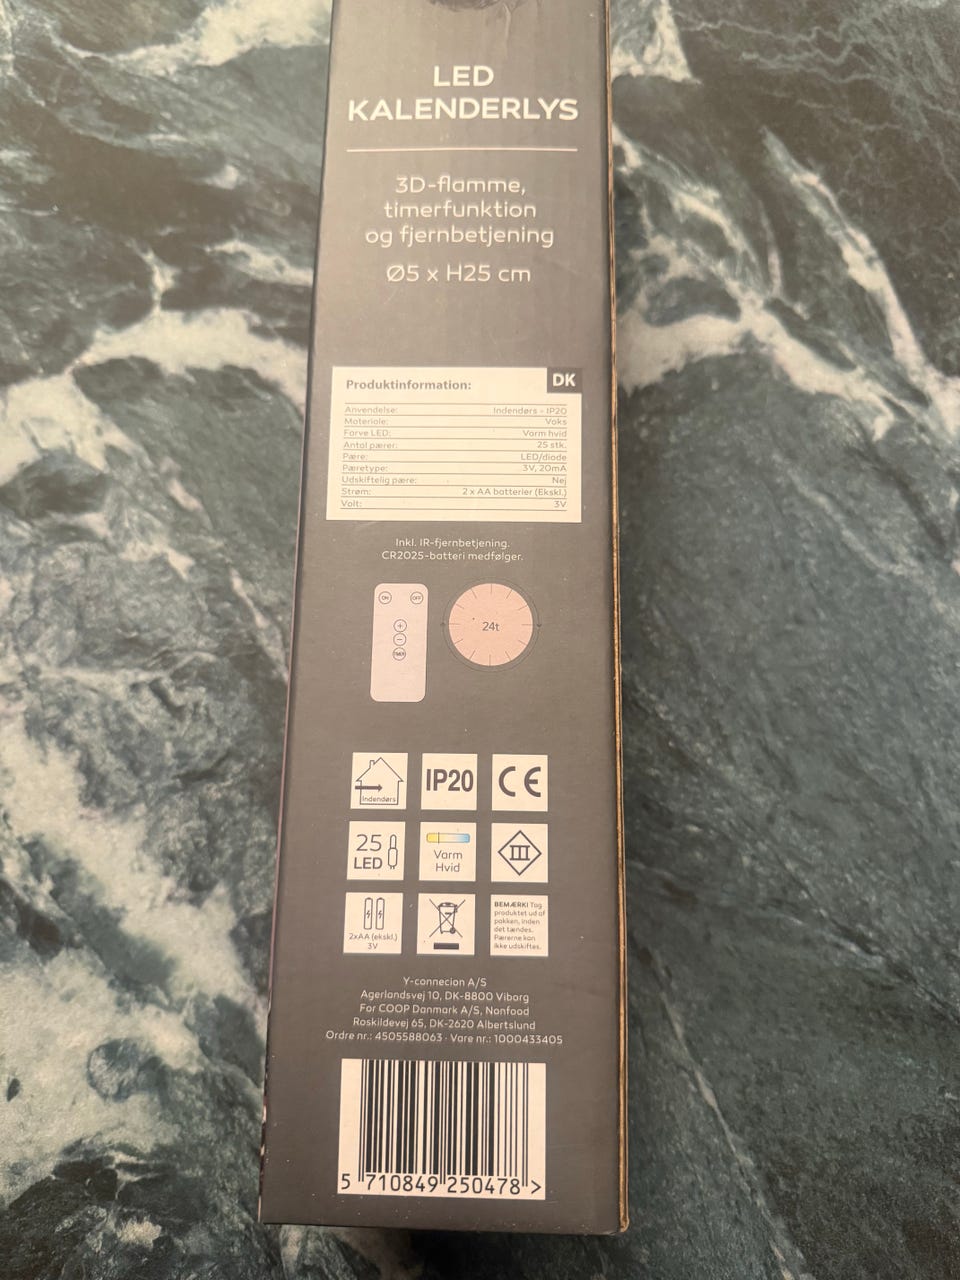 LED
KALENDERLYS
3D-flamme,
timerfunktion
og fjernbetjening
Ø5 x H25 cm
Produktinformation:
DK
Anvendelse: Indendørs - IP20
Materiale: Voks
Farve LED: Varm hvid
Antal pærer: 25 stk.
Pære: LED/diode
Pæretype: 3V, 20mA
Udskiftelig pære: Nej
Strøm: 2 x AA batterier (Ekskl.)
Volt: 3V
Inkl. IR-fjernbetjening.
CR2025-batteri medfølger.
ON OFF
+
−
TIMER
24t
Indendørs
IP20
CE
25
LED
Varm
Hvid
III
2xAA (ekskl.)
3V
BEMÆRK! Tag
produktet ud af
pakken, inden
det tændes.
Pærerne kan
ikke udskiftes.
Y-connecion A/S
Agerlandsvej 10, DK-8800 Viborg
For COOP Danmark A/S, Nonfood
Roskildevej 65, DK-2620 Albertslund
Ordre nr.: 4505588063 · Vare nr.: 1000433405
5 710849 250478 >